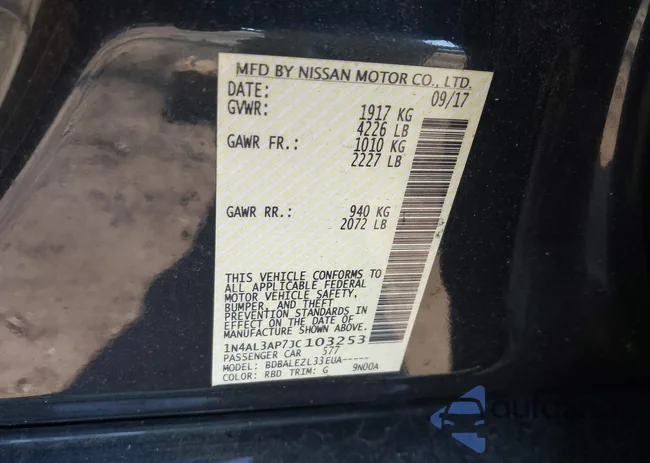 MFD BY NISSAN MOTOR CO., LTD.
DATE: 09/17
GVWR: 1917 KG
4226 LB
GAWR FR.: 1010 KG
2227 LB
GAWR RR.: 940 KG
2072 LB
THIS VEHICLE CONFORMS TO
ALL APPLICABLE FEDERAL
MOTOR VEHICLE SAFETY,
BUMPER, AND THEFT
PREVENTION STANDARDS IN
EFFECT ON THE DATE OF
MANUFACTURE SHOWN ABOVE.
1N4AL3AP7JC103253
PASSENGER CAR 577
MODEL: BDBALEZL33EUA-----
COLOR: RBD TRIM: G 9N00A